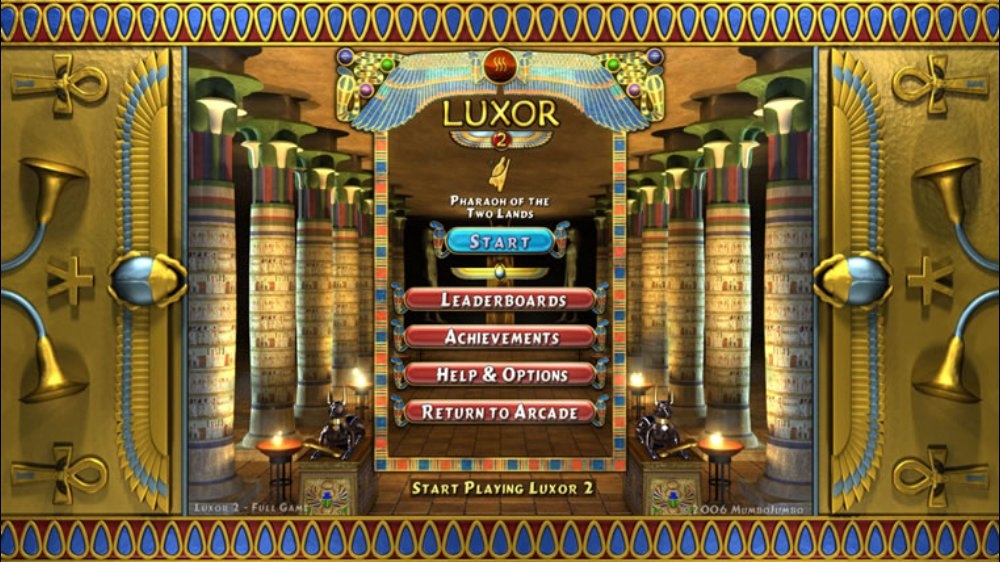 LUXOR
2
PHARAOH OF THE
TWO LANDS
START
LEADERBOARDS
ACHIEVEMENTS
HELP & OPTIONS
RETURN TO ARCADE
START PLAYING LUXOR 2
LUXOR 2 - FULL GAME
©2006 MUMBOJUMBO